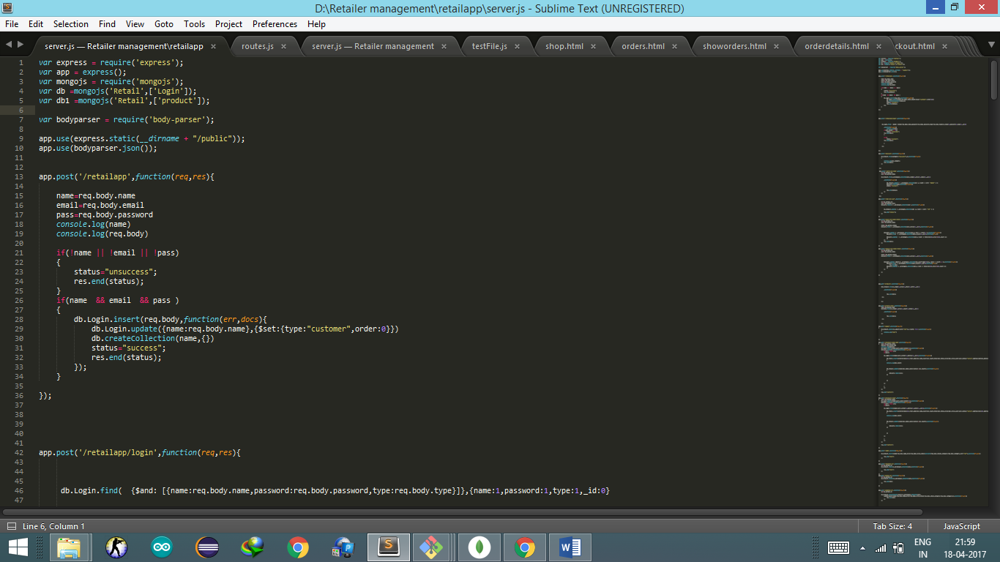 D:\Retailer management\retailapp\server.js - Sublime Text (UNREGISTERED)
File Edit Selection Find View Goto Tools Project Preferences Help
server.js — Retailer management\retailapp × routes.js × server.js — Retailer management × testFile.js × shop.html × orders.html × showorders.html × orderdetails.html × ckout.html ×
1 var express = require('express');
2 var app = express();
3 var mongojs = require('mongojs');
4 var db =mongojs('Retail',['Login']);
5 var db1 =mongojs('Retail',['product']);
6
7 var bodyparser = require('body-parser');
8
9 app.use(express.static(__dirname + "/public"));
10 app.use(bodyparser.json());
11
12
13 app.post('/retailapp',function(req,res){
14
15 name=req.body.name
16 email=req.body.email
17 pass=req.body.password
18 console.log(name)
19 console.log(req.body)
20
21 if(!name || !email || !pass)
22 {
23 status="unsuccess";
24 res.end(status);
25 }
26 if(name  && email  && pass )
27 {
28 db.Login.insert(req.body,function(err,docs){
29 db.Login.update({name:req.body.name},{$set:{type:"customer",order:0}})
30 db.createCollection(name,{})
31 status="success";
32 res.end(status);
33 });
34 }
35
36 });
37
38
39
40
41
42 app.post('/retailapp/login',function(req,res){
43
44
45
46 db.Login.find(  {$and: [{name:req.body.name,password:req.body.password,type:req.body.type}]},{name:1,password:1,type:1,_id:0}
47
Line 6, Column 1 Tab Size: 4 JavaScript
ENG 21:59
IN 18-04-2017